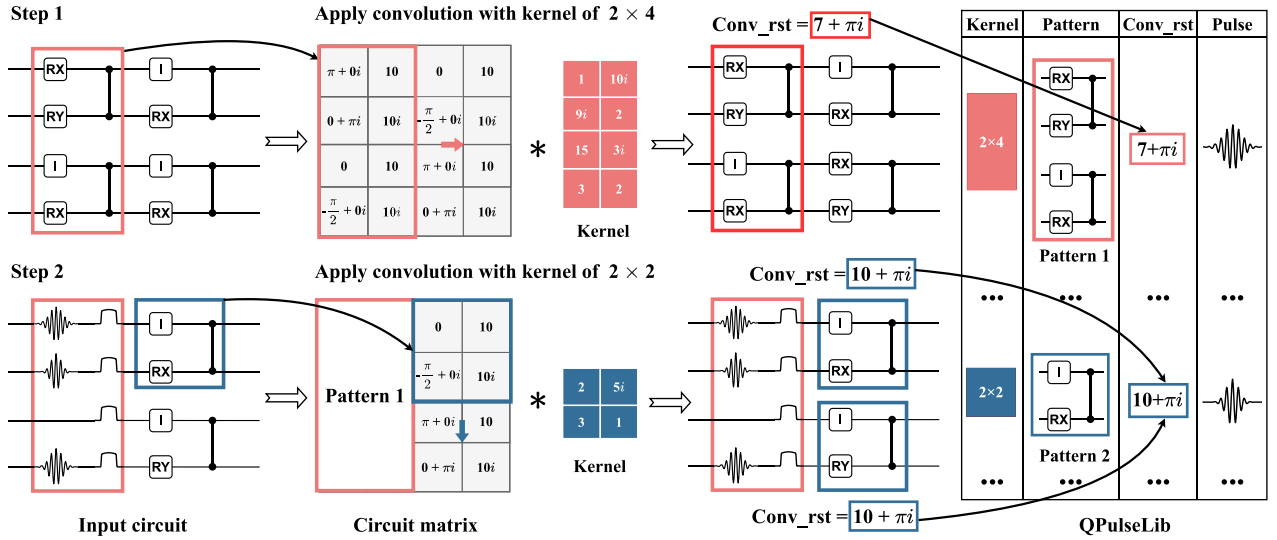 Step 1
Apply convolution with kernel of 2 × 4
RX I
RY RX
I I
RX RX
π + 0i 10 0 10
0 + πi 10i -π/2 + 0i 10i
0 10 π + 0i 10
-π/2 + 0i 10i 0 + πi 10i
*
1 10i
9i 2
15 3i
3 2
Kernel
Conv_rst = 7 + πi
RX I
RY RX
I RX
RX RY
Step 2
Apply convolution with kernel of 2 × 2
I
RX
I
RY
Pattern 1
0 10
-π/2 + 0i 10i
π + 0i 10
0 + πi 10i
*
2 5i
3 1
Kernel
Conv_rst = 10 + πi
I
RX
I
RY
Conv_rst = 10 + πi
Input circuit
Circuit matrix
Kernel Pattern Conv_rst Pulse
2×4
RX
RY
I
RX
7+πi
Pattern 1
••• ••• ••• •••
2×2
I
RX
10+πi
Pattern 2
••• ••• ••• •••
QPulseLib